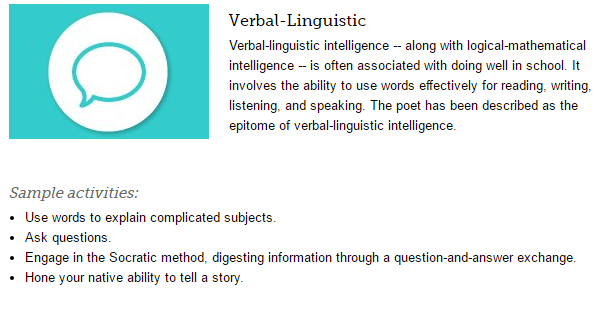 Verbal-Linguistic
Verbal-linguistic intelligence -- along with logical-mathematical
intelligence -- is often associated with doing well in school. It
involves the ability to use words effectively for reading, writing,
listening, and speaking. The poet has been described as the
epitome of verbal-linguistic intelligence.
Sample activities:
• Use words to explain complicated subjects.
• Ask questions.
• Engage in the Socratic method, digesting information through a question-and-answer exchange.
• Hone your native ability to tell a story.